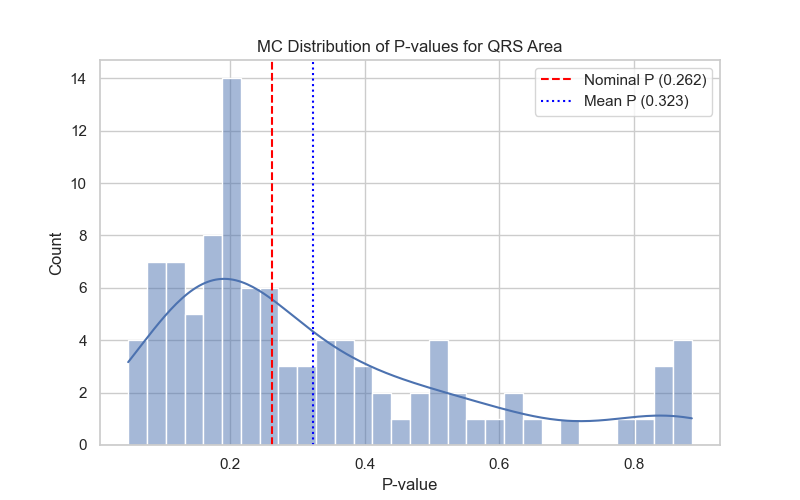 MC Distribution of P-values for QRS Area
Nominal P (0.262)
Mean P (0.323)
14
12
10
8
6
4
2
0
Count
0.2 0.4 0.6 0.8
P-value